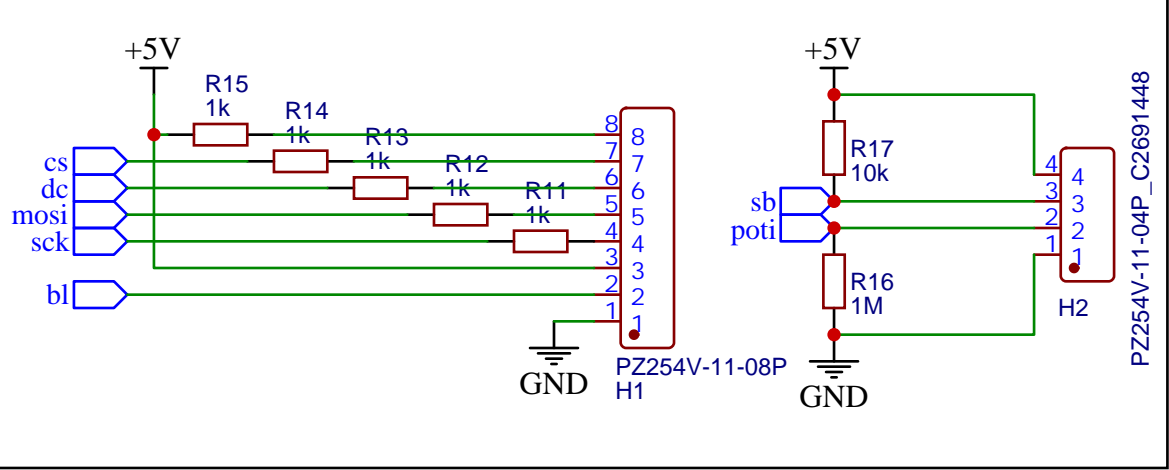 +5V
R15
1k
R14
1k
R13
1k
R12
1k
R11
1k
cs
dc
mosi
sck
bl
8 8
7 7
6 6
5 5
4 4
3 3
2 2
1 1
GND
PZ254V-11-08P
H1
+5V
R17
10k
sb
poti
R16
1M
GND
4 4
3 3
2 2
1 1
H2
PZ254V-11-04P_C2691448